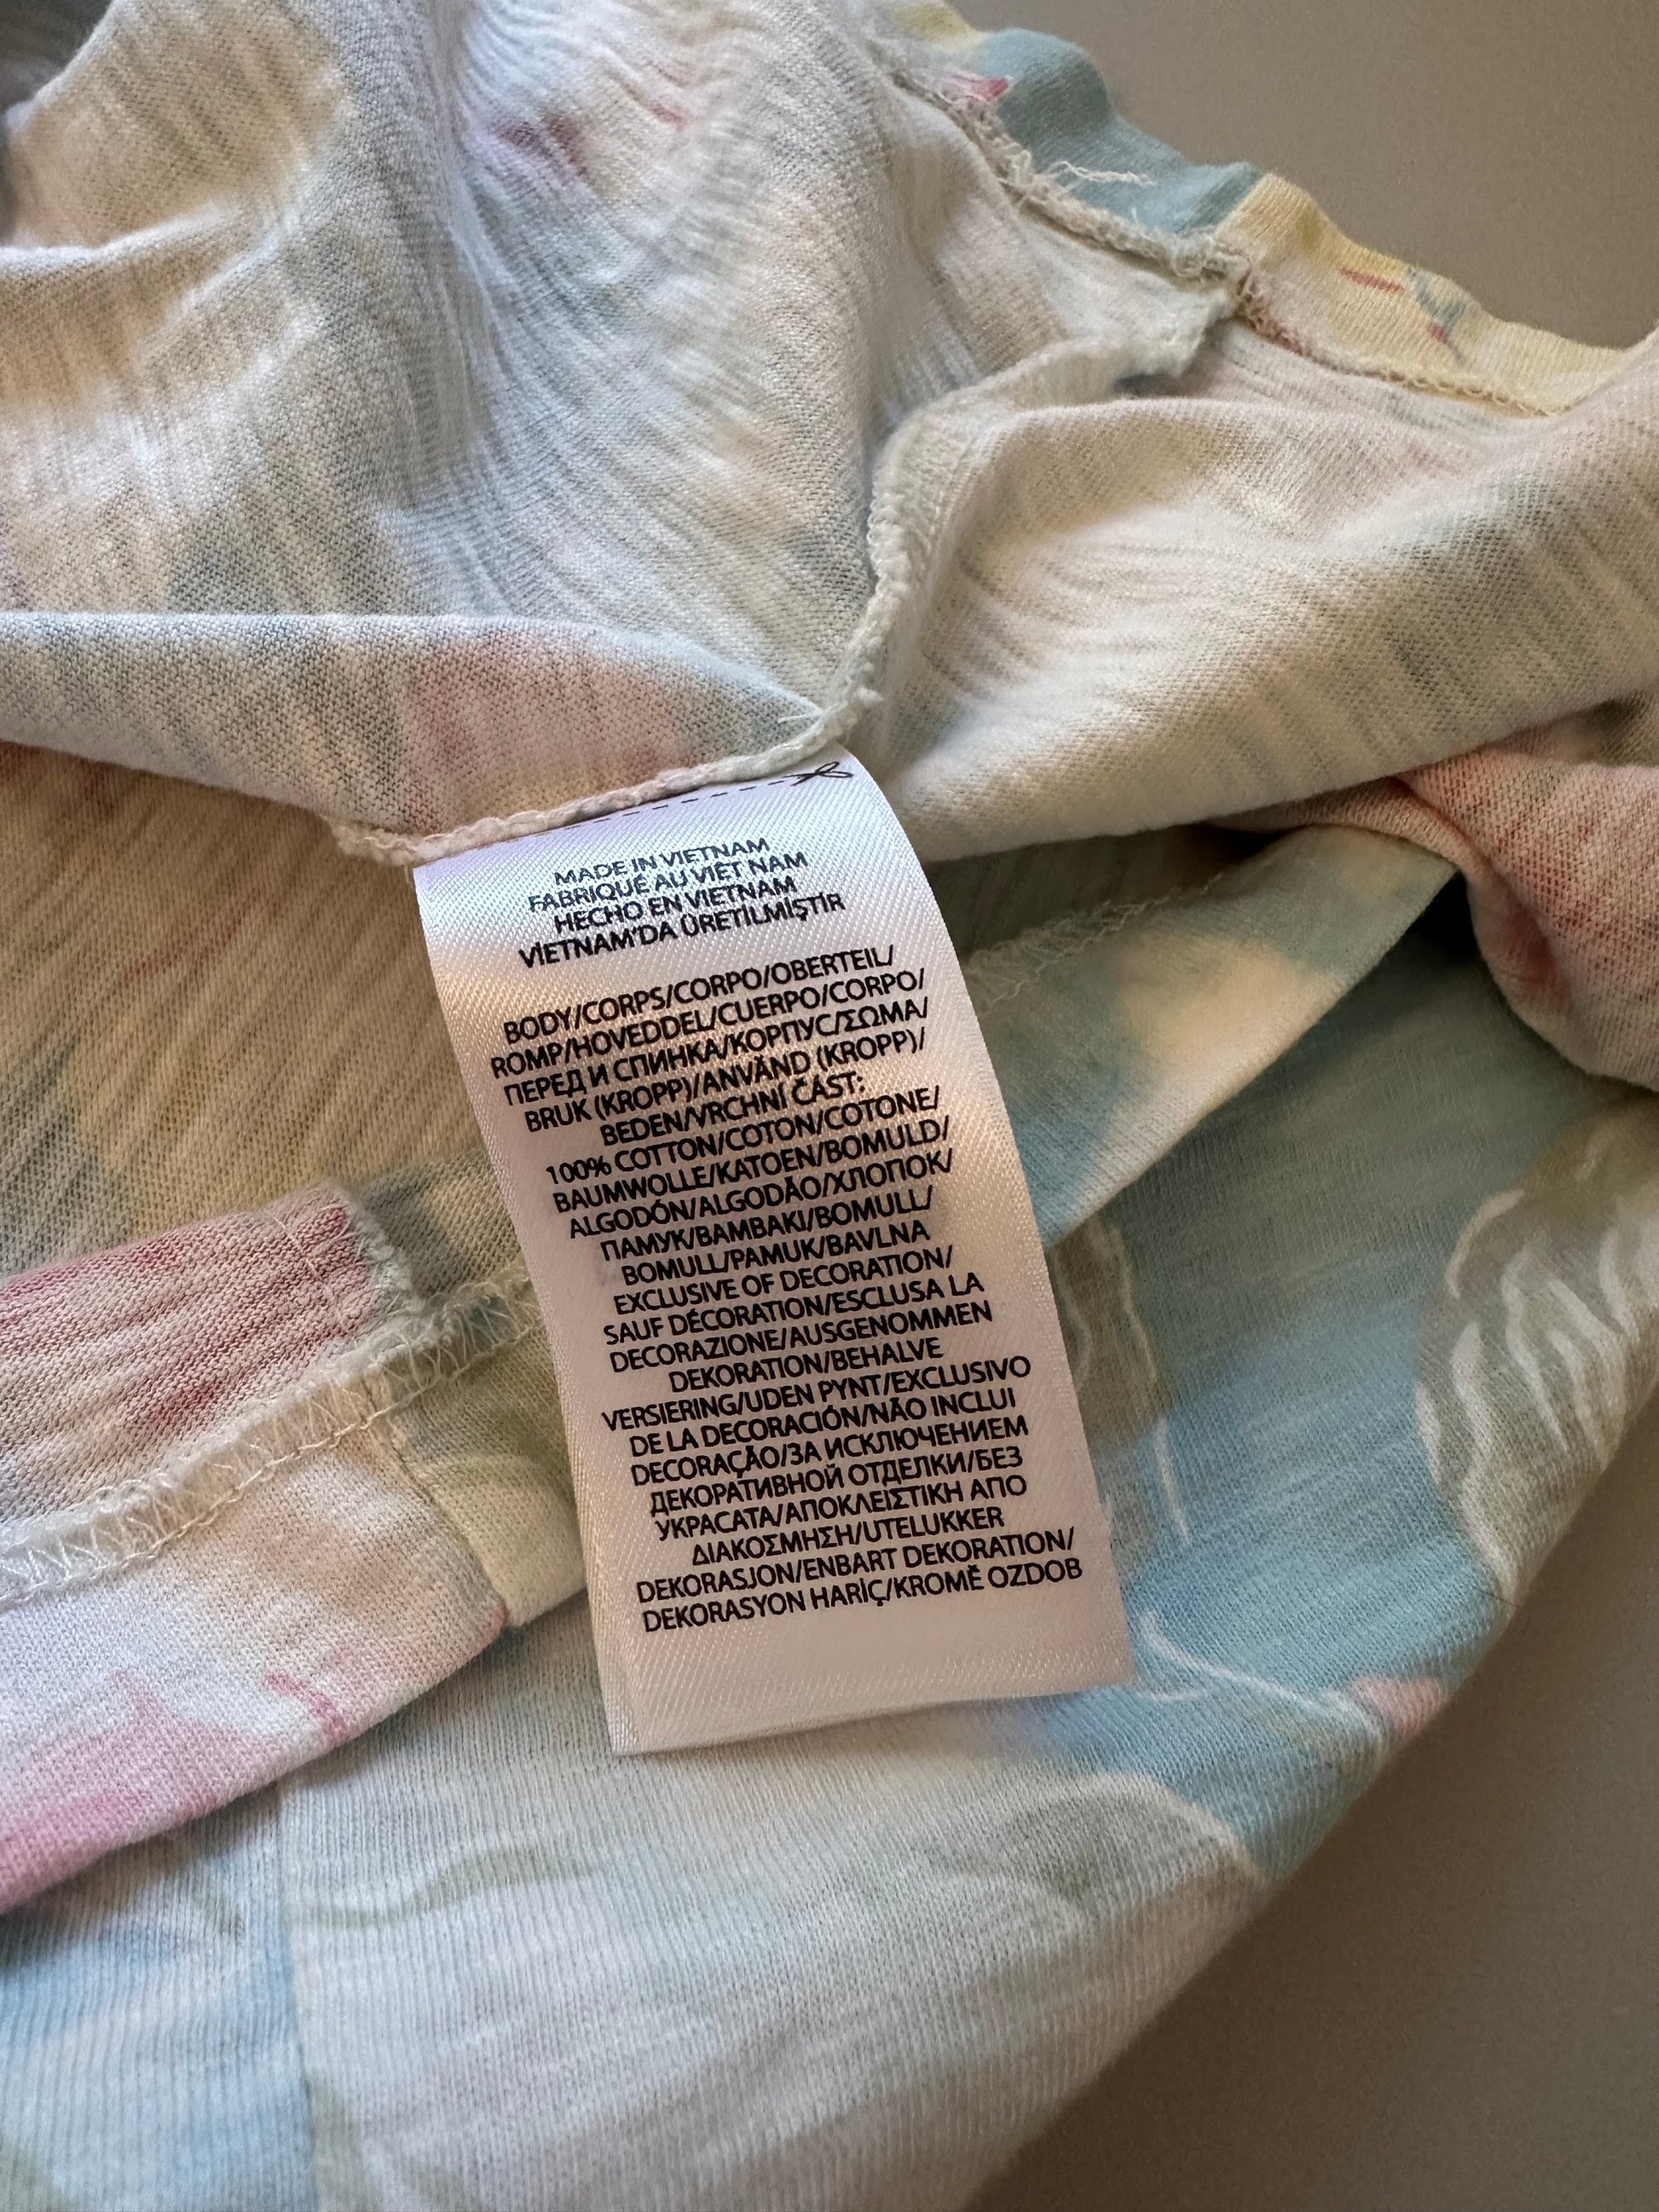 MADE IN VIETNAM
FABRIQUÉ AU VIÊT NAM
HECHO EN VIETNAM
VİETNAM'DA ÜRETİLMİŞTİR
BODY/CORPS/CORPO/OBERTEIL/
ROMP/HOVEDDEL/CUERPO/CORPO/
ПЕРЕД И СПИНКА/КОРПУС/ΣΩΜΑ/
BRUK (KROPP)/ANVÄND (KROPP)/
BEDEN/VRCHNÍ ČÁST:
100% COTTON/COTON/COTONE/
BAUMWOLLE/KATOEN/BOMULD/
ALGODÓN/ALGODÃO/ХЛОПОК/
ПАМУК/BAMBAKI/BOMULL/
BOMULL/PAMUK/BAVLNA
EXCLUSIVE OF DECORATION/
SAUF DÉCORATION/ESCLUSA LA
DECORAZIONE/AUSGENOMMEN
DEKORATION/BEHALVE
VERSIERING/UDEN PYNT/EXCLUSIVO
DE LA DECORACIÓN/NÃO INCLUI
DECORAÇÃO/ЗА ИСКЛЮЧЕНИЕМ
ДЕКОРАТИВНОЙ ОТДЕЛКИ/БЕЗ
УКРАСАТА/ΑΠΟΚΛΕΙΣΤΙΚΗ ΑΠΟ
ΔΙΑΚΟΣΜΗΣΗ/UTELUKKER
DEKORASJON/ENBART DEKORATION/
DEKORASYON HARİÇ/KROMĚ OZDOB